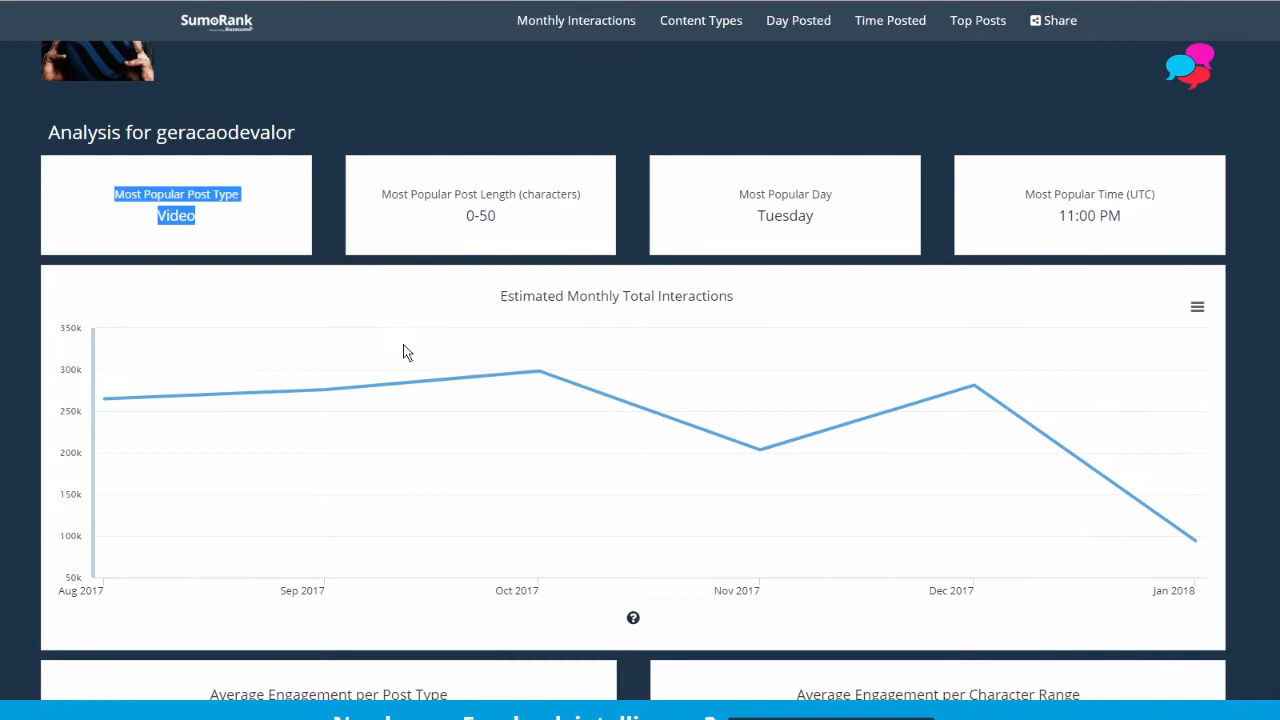 SumoRank
Monthly Interactions
Content Types
Day Posted
Time Posted
Top Posts
Share
Analysis for geracaodevalor
Most Popular Post Type
Video
Most Popular Post Length (characters)
0-50
Most Popular Day
Tuesday
Most Popular Time (UTC)
11:00 PM
Estimated Monthly Total Interactions
350k
300k
250k
200k
150k
100k
50k
Aug 2017
Sep 2017
Oct 2017
Nov 2017
Dec 2017
Jan 2018
?
Average Engagement per Post Type
Average Engagement per Character Range